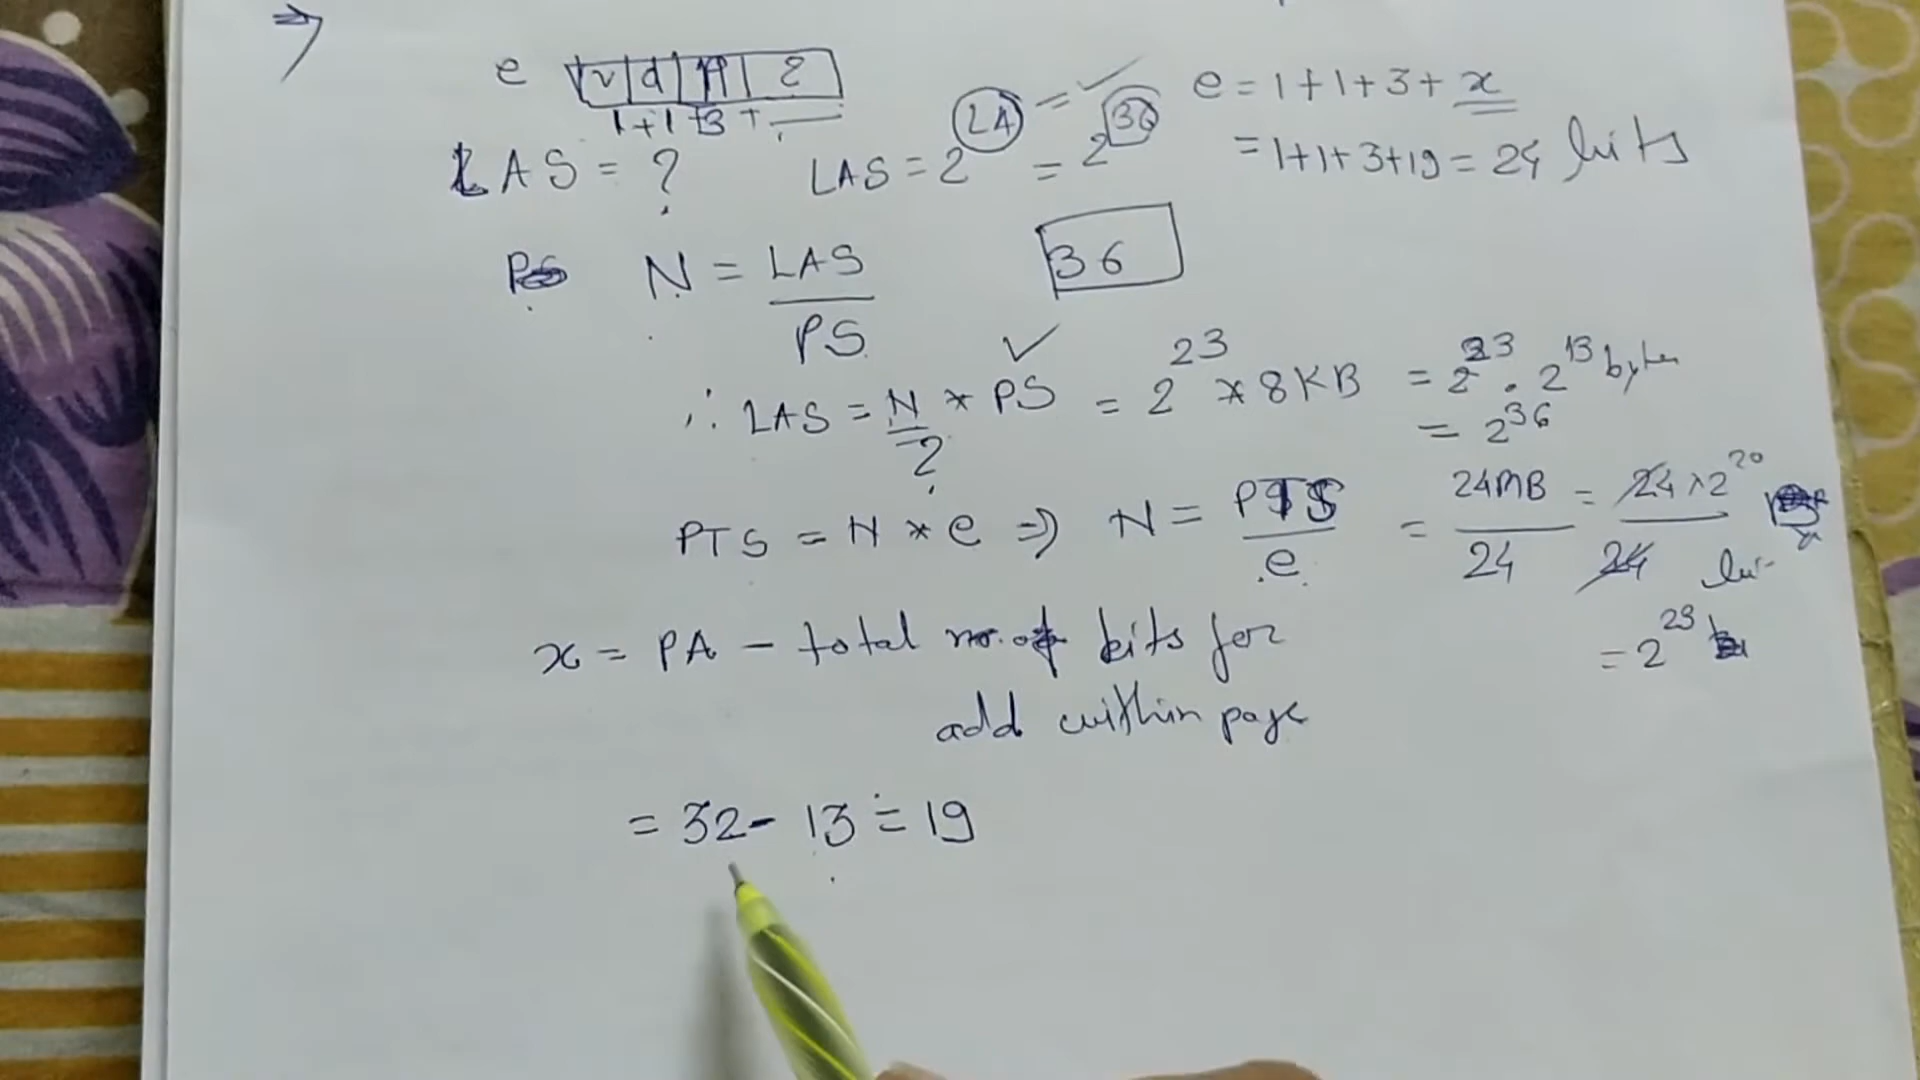 ⇒
e v d P ?
1+1+3+
LAS = ? LAS = 2^LA = 2^36
e = 1+1+3+ x
= 1+1+3+19 = 24 bits
N = LAS / PS
36
∴ LAS = N * PS = 2^23 * 8KB = 2^23 . 2^13 bytes
?
= 2^36
PTS = N * e ⇒ N = PTS / e = 24MB / 24 = 24 × 2^20 / 24
= 2^23
x = PA - total no. of bits for
add within page
= 32 - 13 = 19